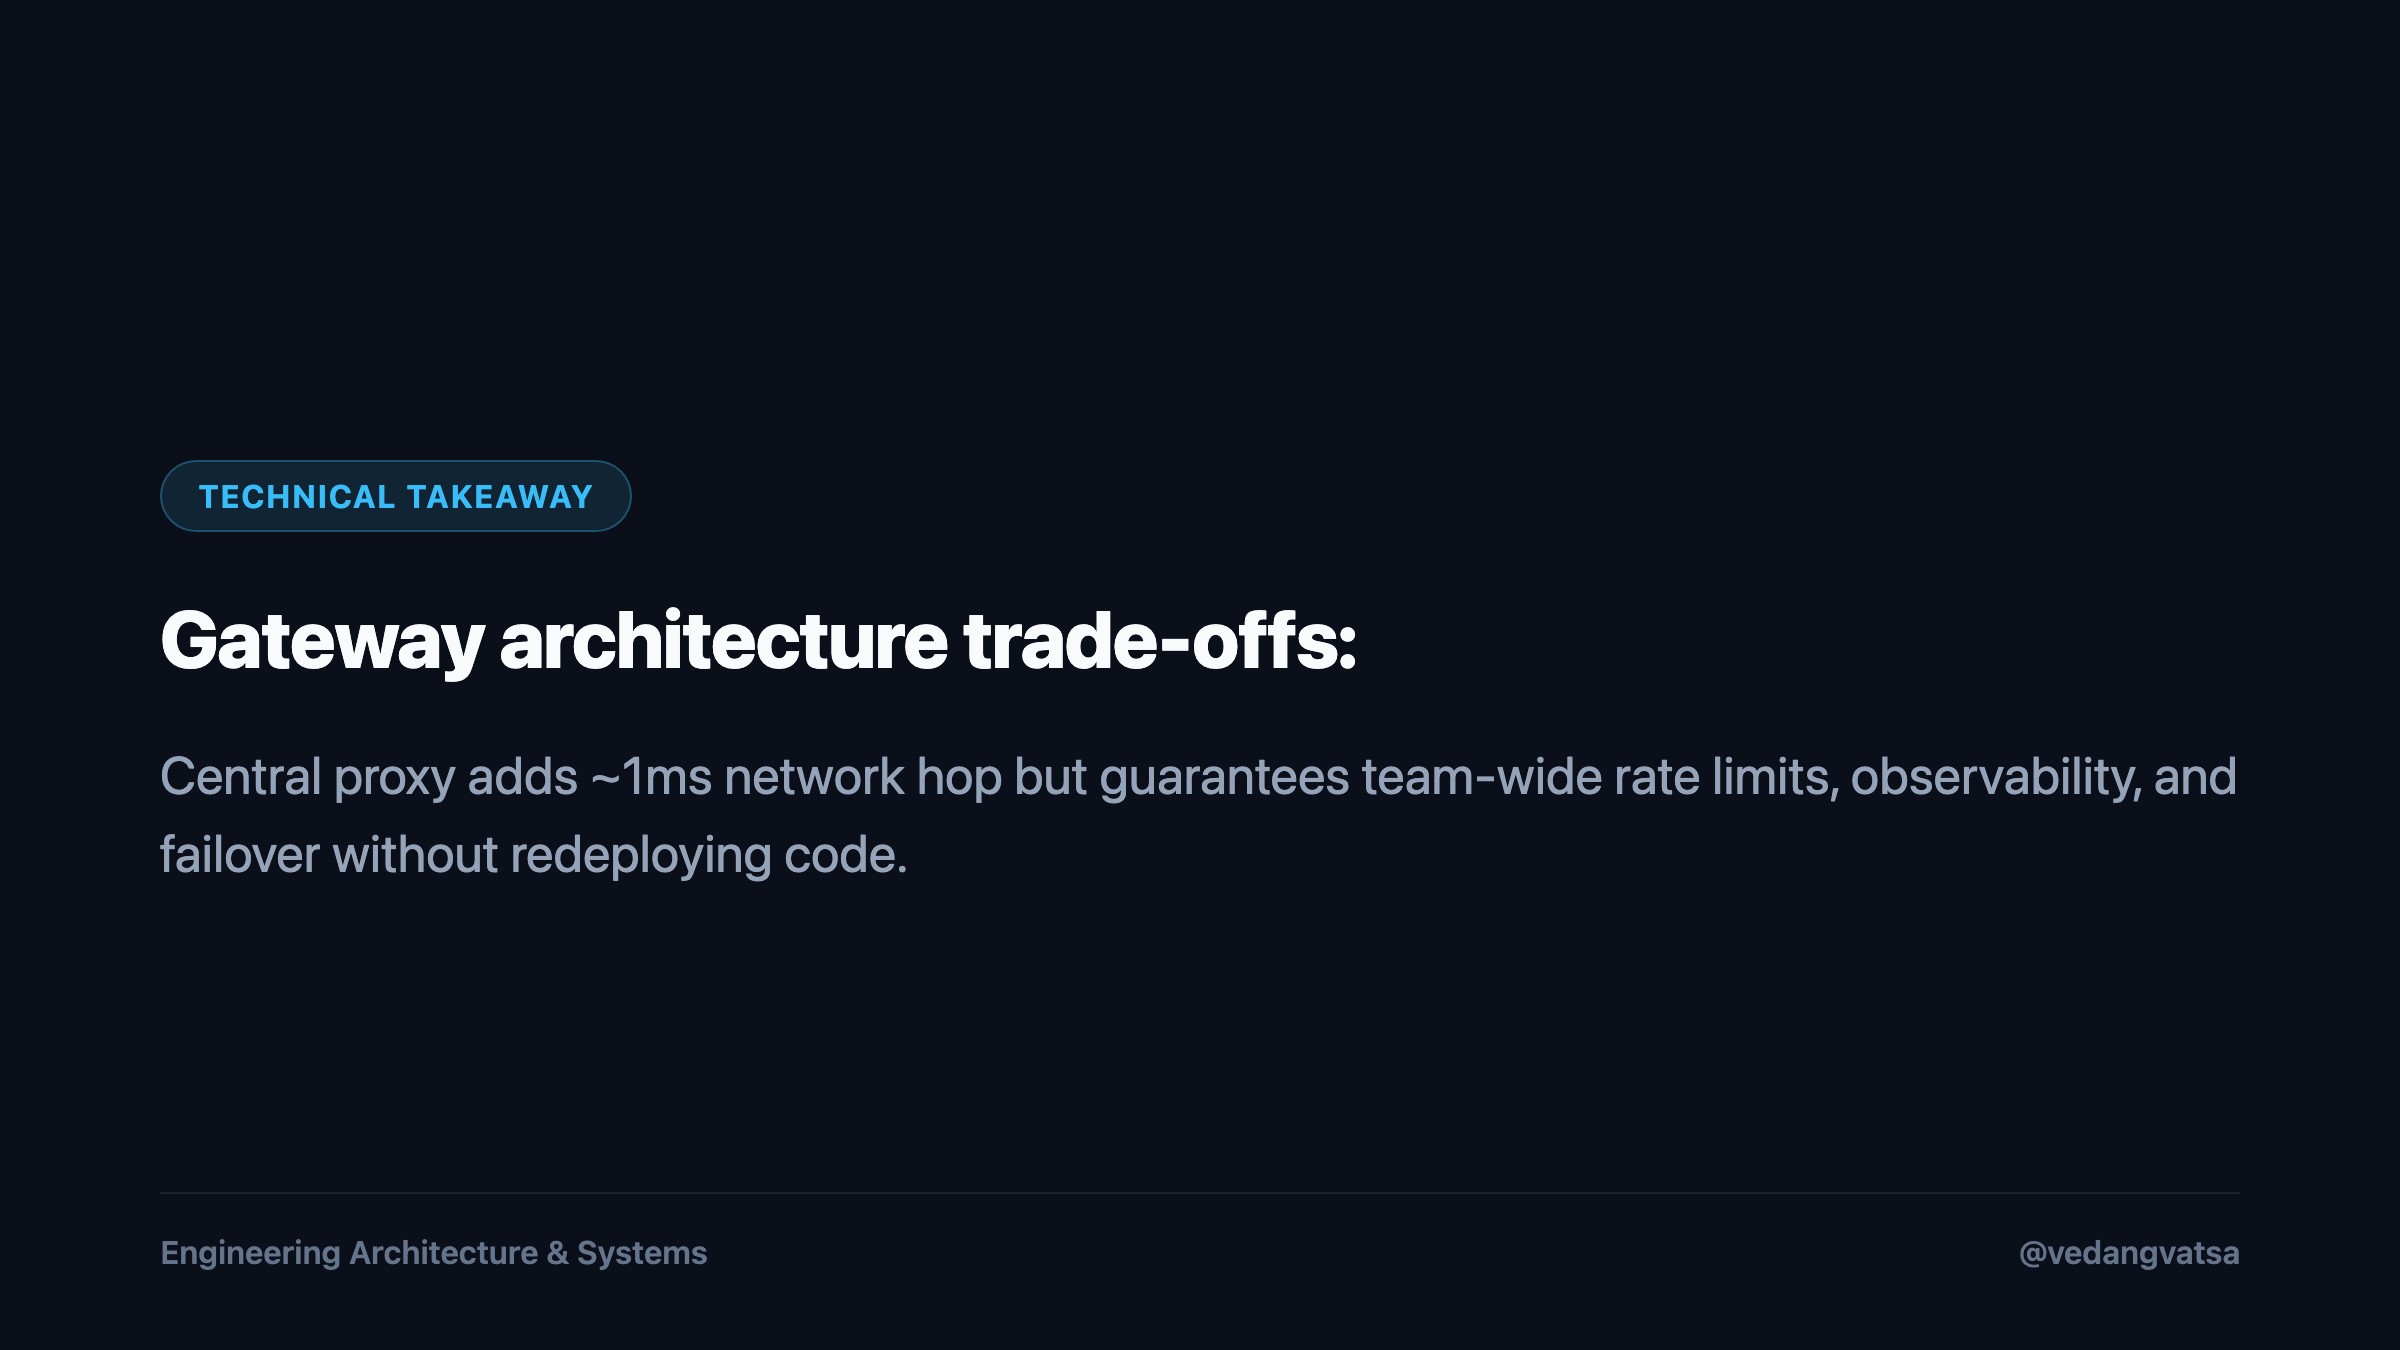 TECHNICAL TAKEAWAY
Gateway architecture trade-offs:
Central proxy adds ~1ms network hop but guarantees team-wide rate limits, observability, and
failover without redeploying code.
Engineering Architecture & Systems
@vedangvatsa